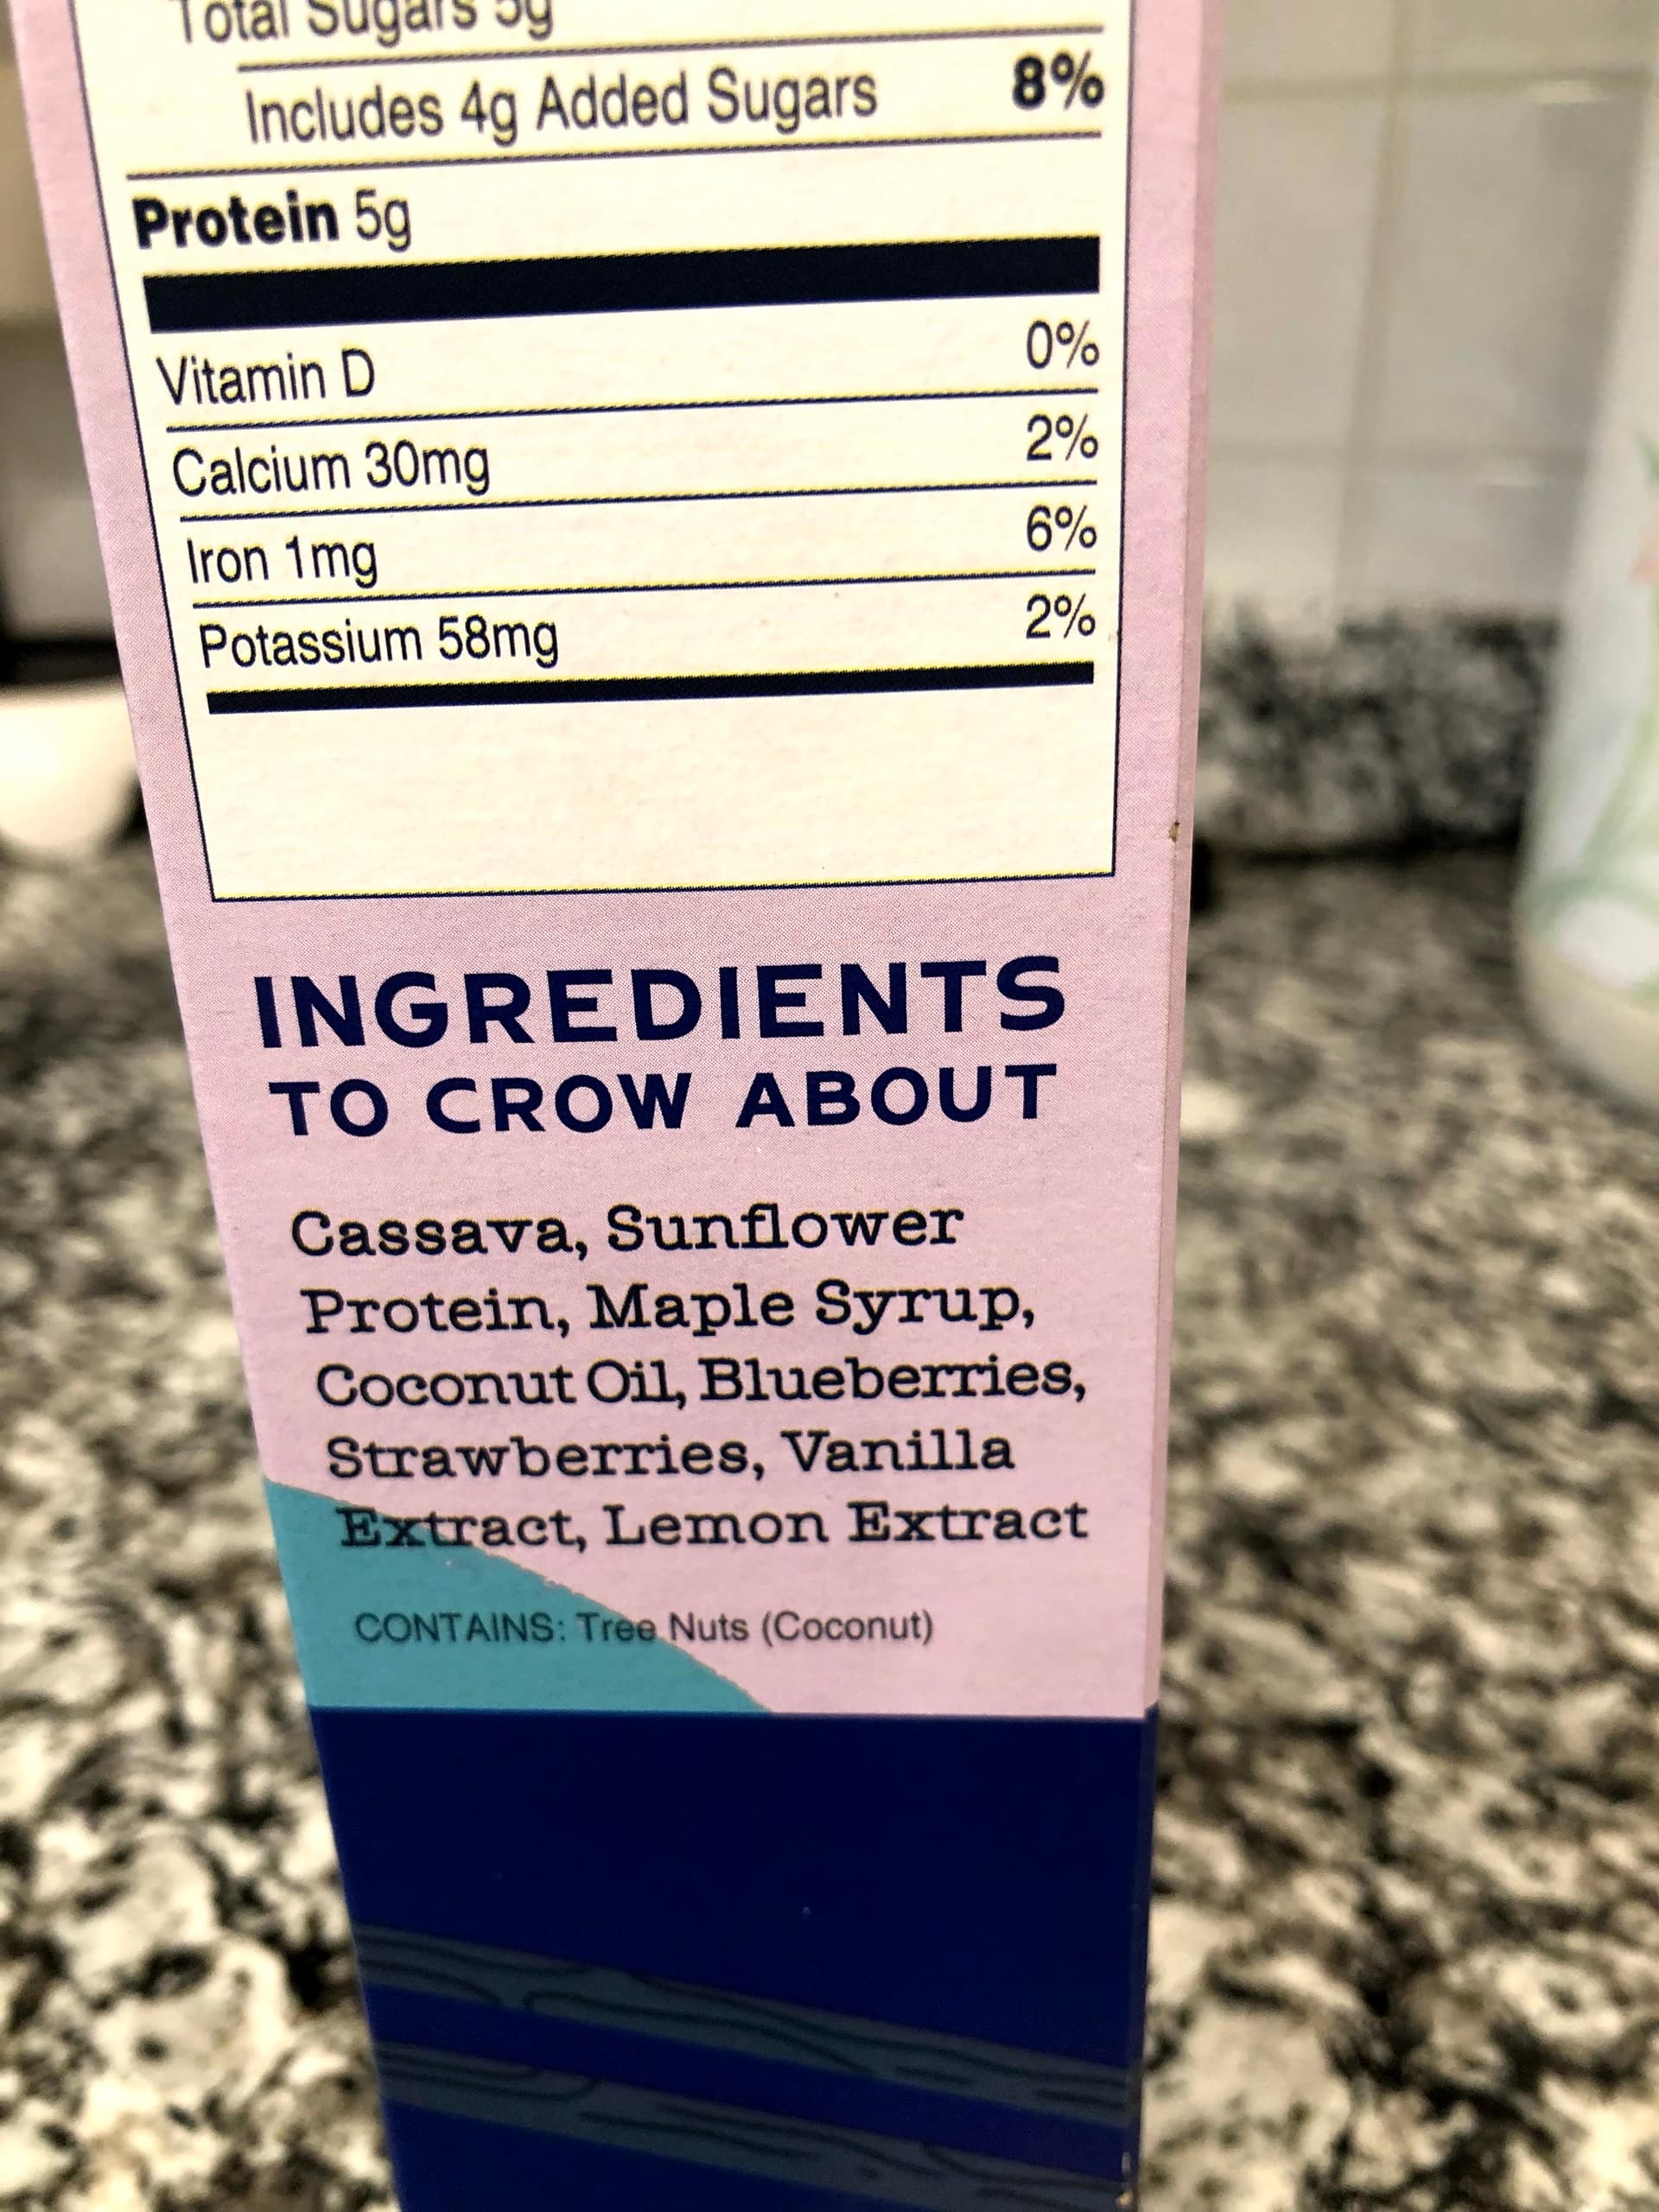 Total Sugars 5g
Includes 4g Added Sugars 8%
Protein 5g
Vitamin D 0%
Calcium 30mg 2%
Iron 1mg 6%
Potassium 58mg 2%
INGREDIENTS
TO CROW ABOUT
Cassava, Sunflower
Protein, Maple Syrup,
Coconut Oil, Blueberries,
Strawberries, Vanilla
Extract, Lemon Extract
CONTAINS: Tree Nuts (Coconut)